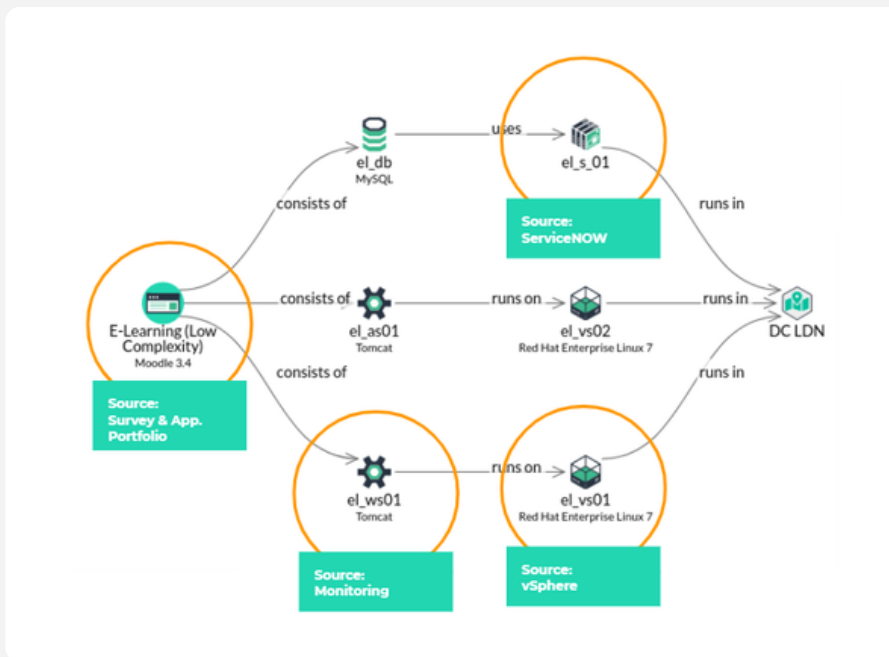 uses
el_db
MySQL
el_s_01
consists of
runs in
Source:
ServiceNOW
consists of
runs on
runs in
E-Learning (Low
Complexity)
Moodle 3.4
el_as01
Tomcat
el_vs02
Red Hat Enterprise Linux 7
DC LDN
consists of
runs in
Source:
Survey & App.
Portfolio
runs on
el_ws01
Tomcat
el_vs01
Red Hat Enterprise Linux 7
Source:
Monitoring
Source:
vSphere